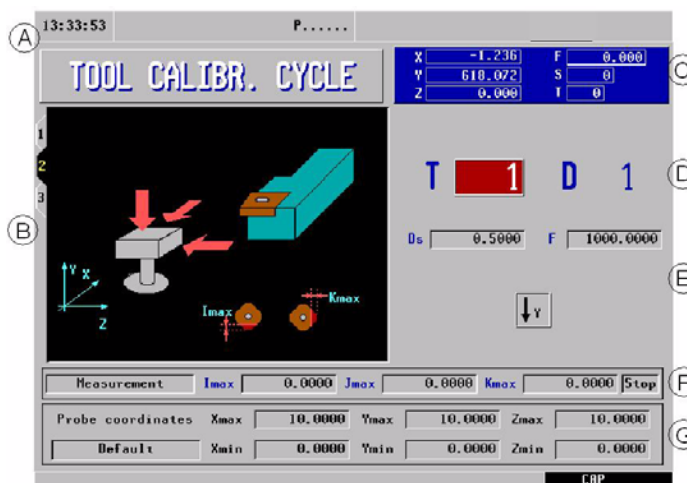 A 13:33:53 P......
TOOL CALIBR. CYCLE
X -1.236 F 0.000
Y 618.072 S 0
Z 0.000 T 0
C
1
2
3
B
T 1 D 1
D
Ds 0.5000 F 1000.0000
Y X
Z
Imax
Kmax
E
Y
Measurement Imax 0.0000 Jmax 0.0000 Kmax 0.0000 Stop F
Probe coordinates Xmax 10.0000 Ymax 10.0000 Zmax 10.0000
Default Xmin 0.0000 Ymin 0.0000 Zmin 0.0000
G
CAP